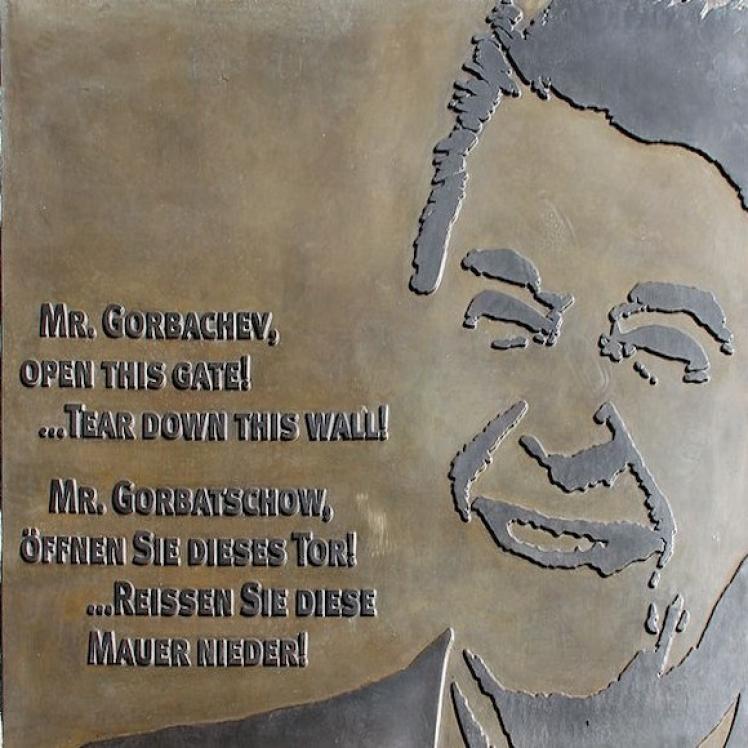 Mr. Gorbachev,
open this gate!
...Tear down this wall!
Mr. Gorbatschow,
öffnen Sie dieses Tor!
...Reissen Sie diese
Mauer nieder!